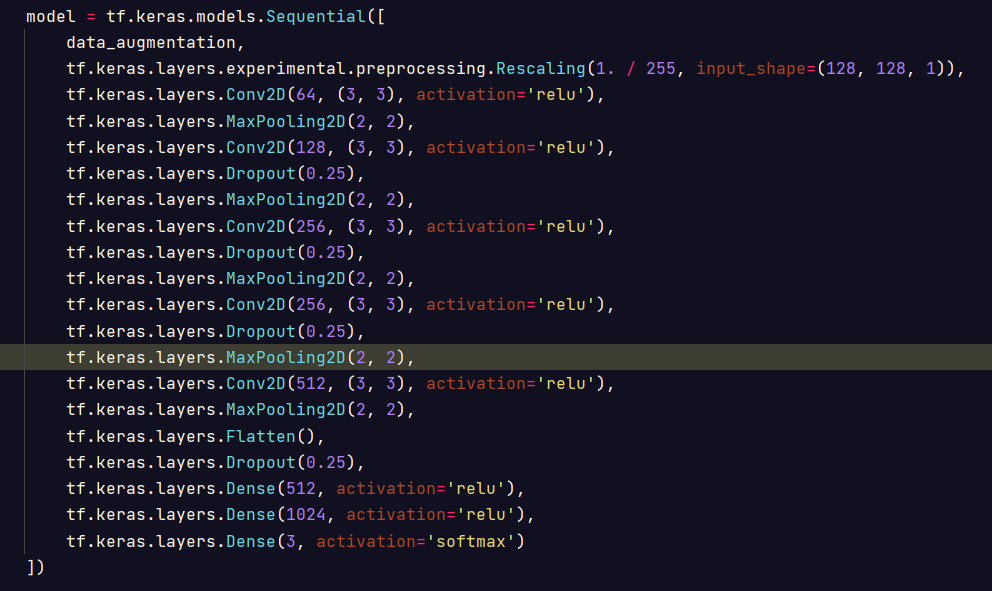 model = tf.keras.models.Sequential([
    data_augmentation,
    tf.keras.layers.experimental.preprocessing.Rescaling(1. / 255, input_shape=(128, 128, 1)),
    tf.keras.layers.Conv2D(64, (3, 3), activation='relu'),
    tf.keras.layers.MaxPooling2D(2, 2),
    tf.keras.layers.Conv2D(128, (3, 3), activation='relu'),
    tf.keras.layers.Dropout(0.25),
    tf.keras.layers.MaxPooling2D(2, 2),
    tf.keras.layers.Conv2D(256, (3, 3), activation='relu'),
    tf.keras.layers.Dropout(0.25),
    tf.keras.layers.MaxPooling2D(2, 2),
    tf.keras.layers.Conv2D(256, (3, 3), activation='relu'),
    tf.keras.layers.Dropout(0.25),
    tf.keras.layers.MaxPooling2D(2, 2),
    tf.keras.layers.Conv2D(512, (3, 3), activation='relu'),
    tf.keras.layers.MaxPooling2D(2, 2),
    tf.keras.layers.Flatten(),
    tf.keras.layers.Dropout(0.25),
    tf.keras.layers.Dense(512, activation='relu'),
    tf.keras.layers.Dense(1024, activation='relu'),
    tf.keras.layers.Dense(3, activation='softmax')
])